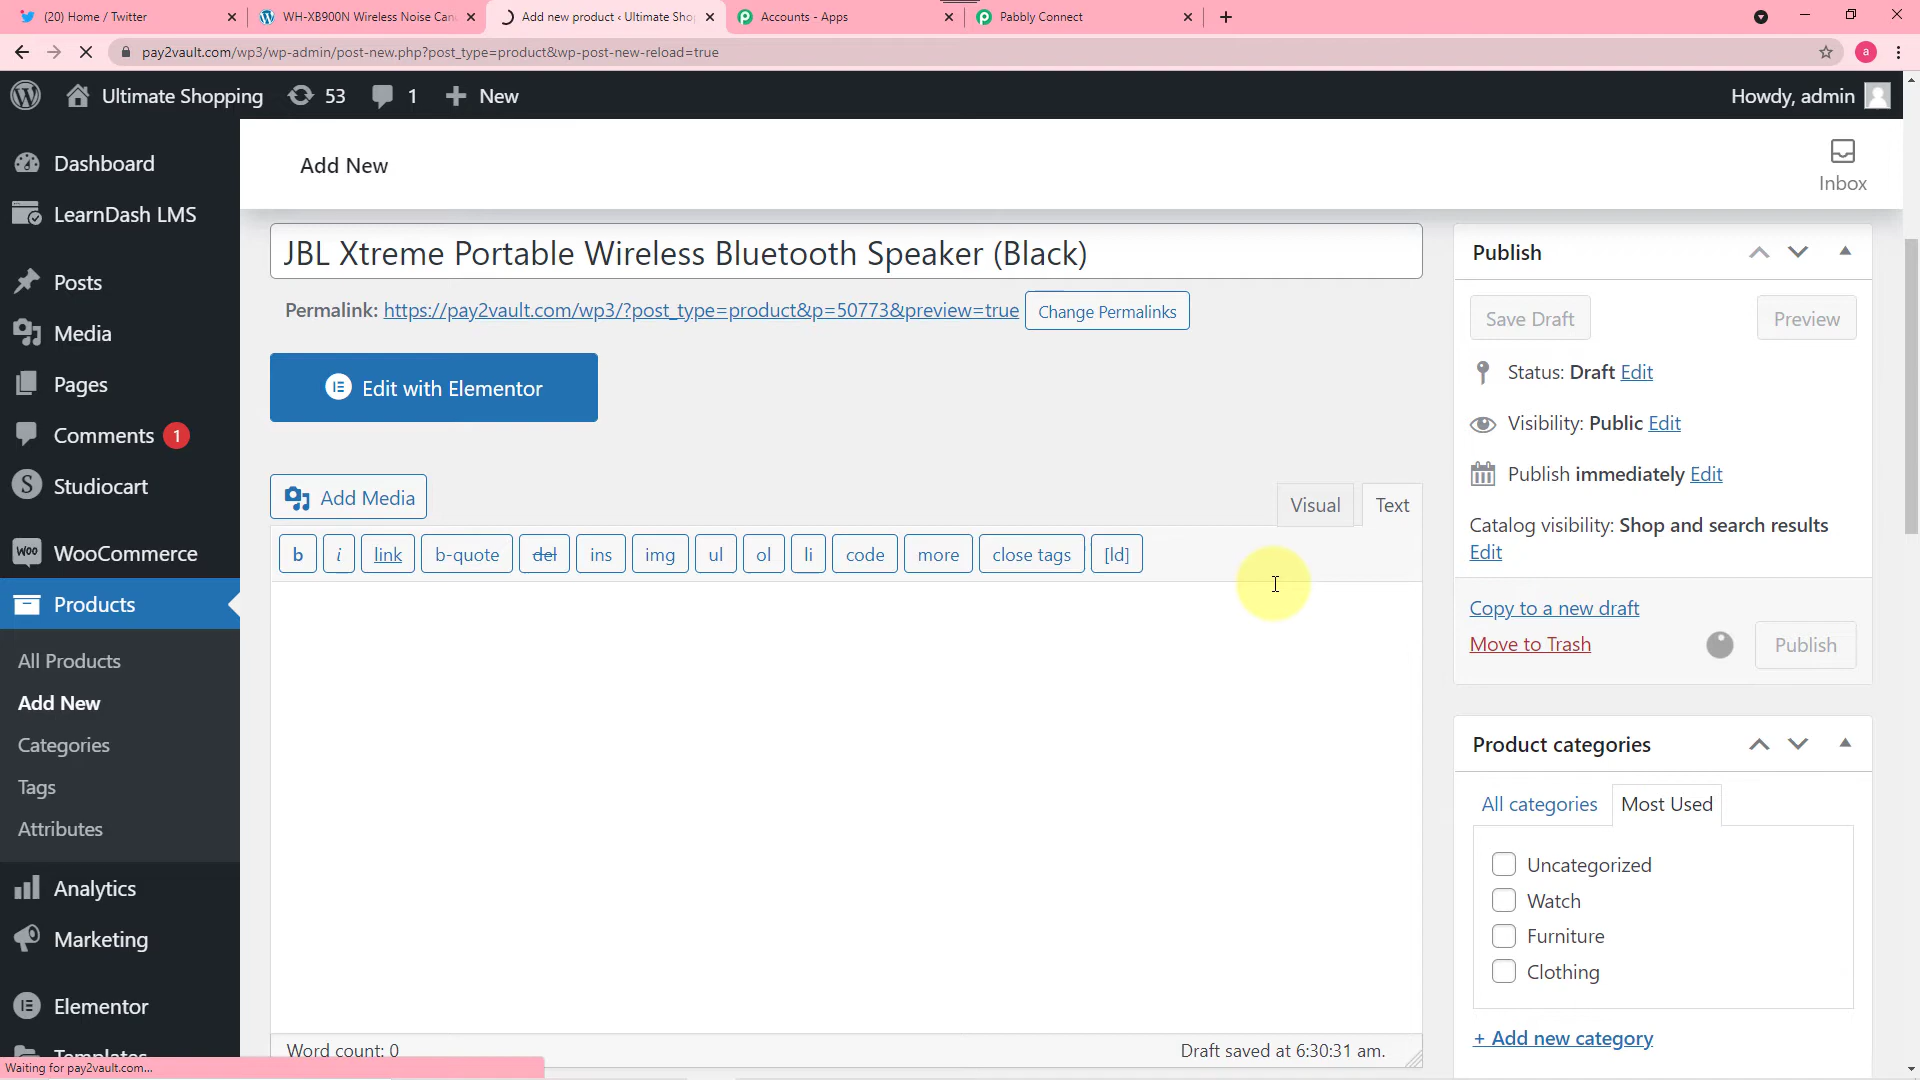 (20) Home / Twitter
WH-XB900N Wireless Noise Can
Add new product ‹ Ultimate Sho
Accounts - Apps
Pabbly Connect
pay2vault.com/wp3/wp-admin/post-new.php?post_type=product&wp-post-new-reload=true
a
Ultimate Shopping
53
1
New
Howdy, admin
Dashboard
LearnDash LMS
Posts
Media
Pages
Comments 1
Studiocart
WooCommerce
Products
All Products
Add New
Categories
Tags
Attributes
Analytics
Marketing
Elementor
Templates
Waiting for pay2vault.com...
Add New
Inbox
JBL Xtreme Portable Wireless Bluetooth Speaker (Black)
Permalink: https://pay2vault.com/wp3/?post_type=product&p=50773&preview=true Change Permalinks
Edit with Elementor
Add Media
Visual
Text
b
i
link
b-quote
del
ins
img
ul
ol
li
code
more
close tags
[ld]
Word count: 0
Draft saved at 6:30:31 am.
Publish
Save Draft
Preview
Status: Draft Edit
Visibility: Public Edit
Publish immediately Edit
Catalog visibility: Shop and search results
Edit
Copy to a new draft
Move to Trash
Publish
Product categories
All categories
Most Used
Uncategorized
Watch
Furniture
Clothing
+ Add new category